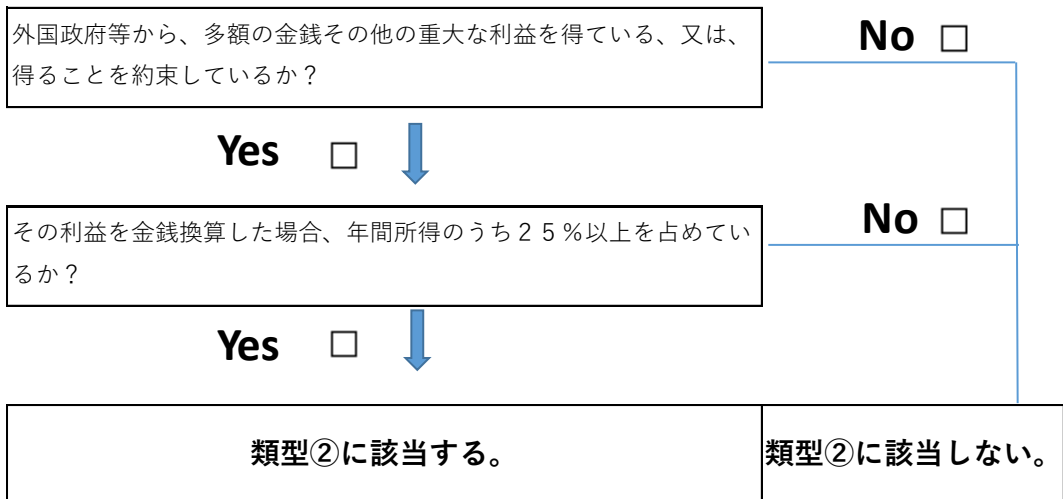 外国政府等から、多額の金銭その他の重大な利益を得ている、又は、
得ることを約束しているか？
No □
Yes □
その利益を金銭換算した場合、年間所得のうち２５％以上を占めてい
るか？
No □
Yes □
類型②に該当する。
類型②に該当しない。